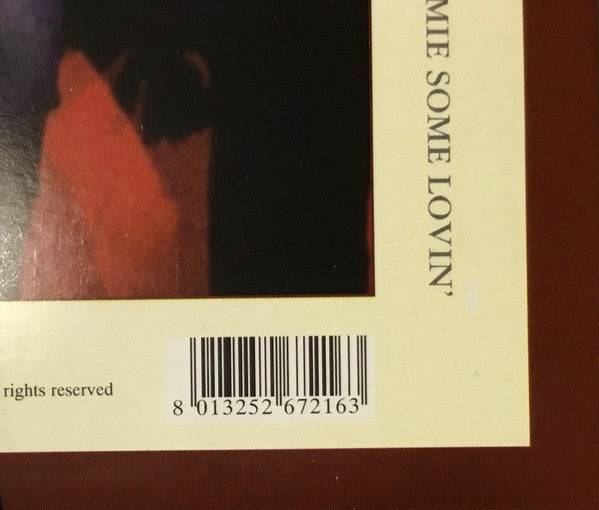 MIE SOME LOVIN'
rights reserved
8 013252 672163